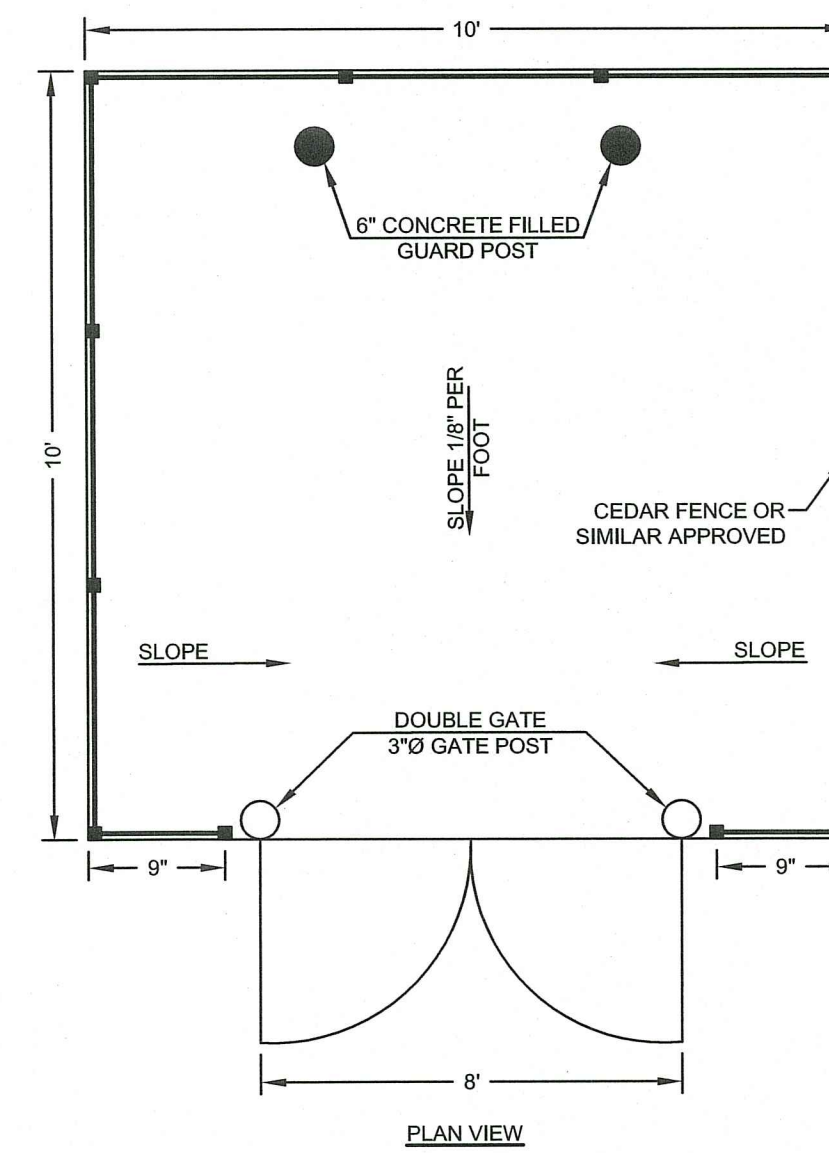 10'
6" CONCRETE FILLED
GUARD POST
10'
SLOPE 1/8" PER
FOOT
CEDAR FENCE OR
SIMILAR APPROVED
SLOPE
SLOPE
DOUBLE GATE
3"Ø GATE POST
9"
9"
8'
PLAN VIEW